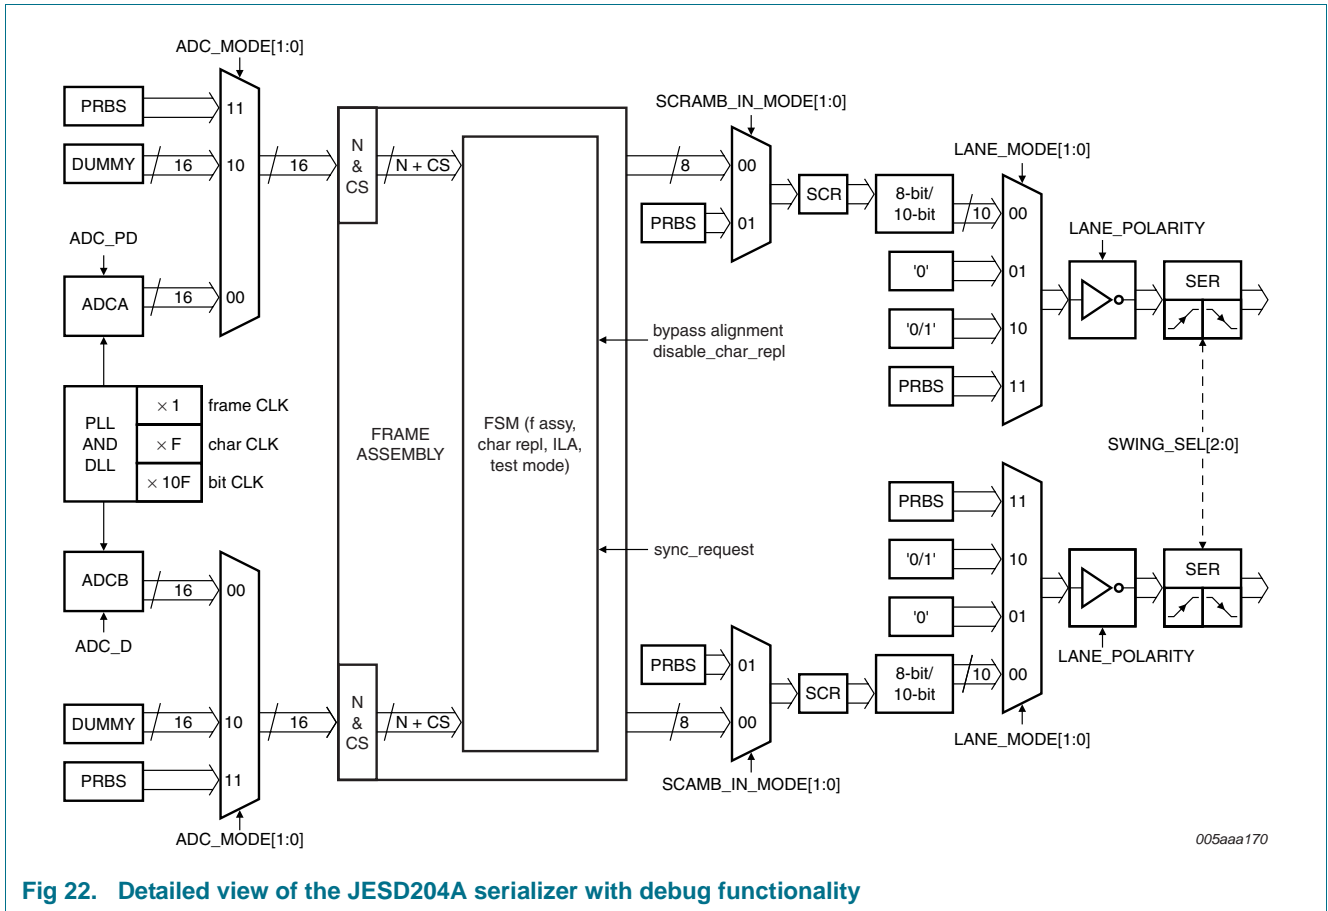 ADC_MODE[1:0]
PRBS
11
DUMMY
16
10
16
N
&
CS
N + CS
ADC_PD
ADCA
16
00
PLL
AND
DLL
× 1
frame CLK
× F
char CLK
× 10F
bit CLK
ADCB
16
00
ADC_D
DUMMY
16
10
16
N
&
CS
N + CS
PRBS
11
ADC_MODE[1:0]
FRAME
ASSEMBLY
FSM (f assy,
char repl, ILA,
test mode)
bypass alignment
disable_char_repl
sync_request
SCRAMB_IN_MODE[1:0]
8
00
PRBS
01
SCR
8-bit/
10-bit
10
LANE_MODE[1:0]
00
'0'
01
'0/1'
10
PRBS
11
LANE_POLARITY
SER
SWING_SEL[2:0]
PRBS
11
'0/1'
10
'0'
01
PRBS
01
8
00
SCR
8-bit/
10-bit
10
00
SER
LANE_POLARITY
LANE_MODE[1:0]
SCAMB_IN_MODE[1:0]
005aaa170
Fig 22. Detailed view of the JESD204A serializer with debug functionality